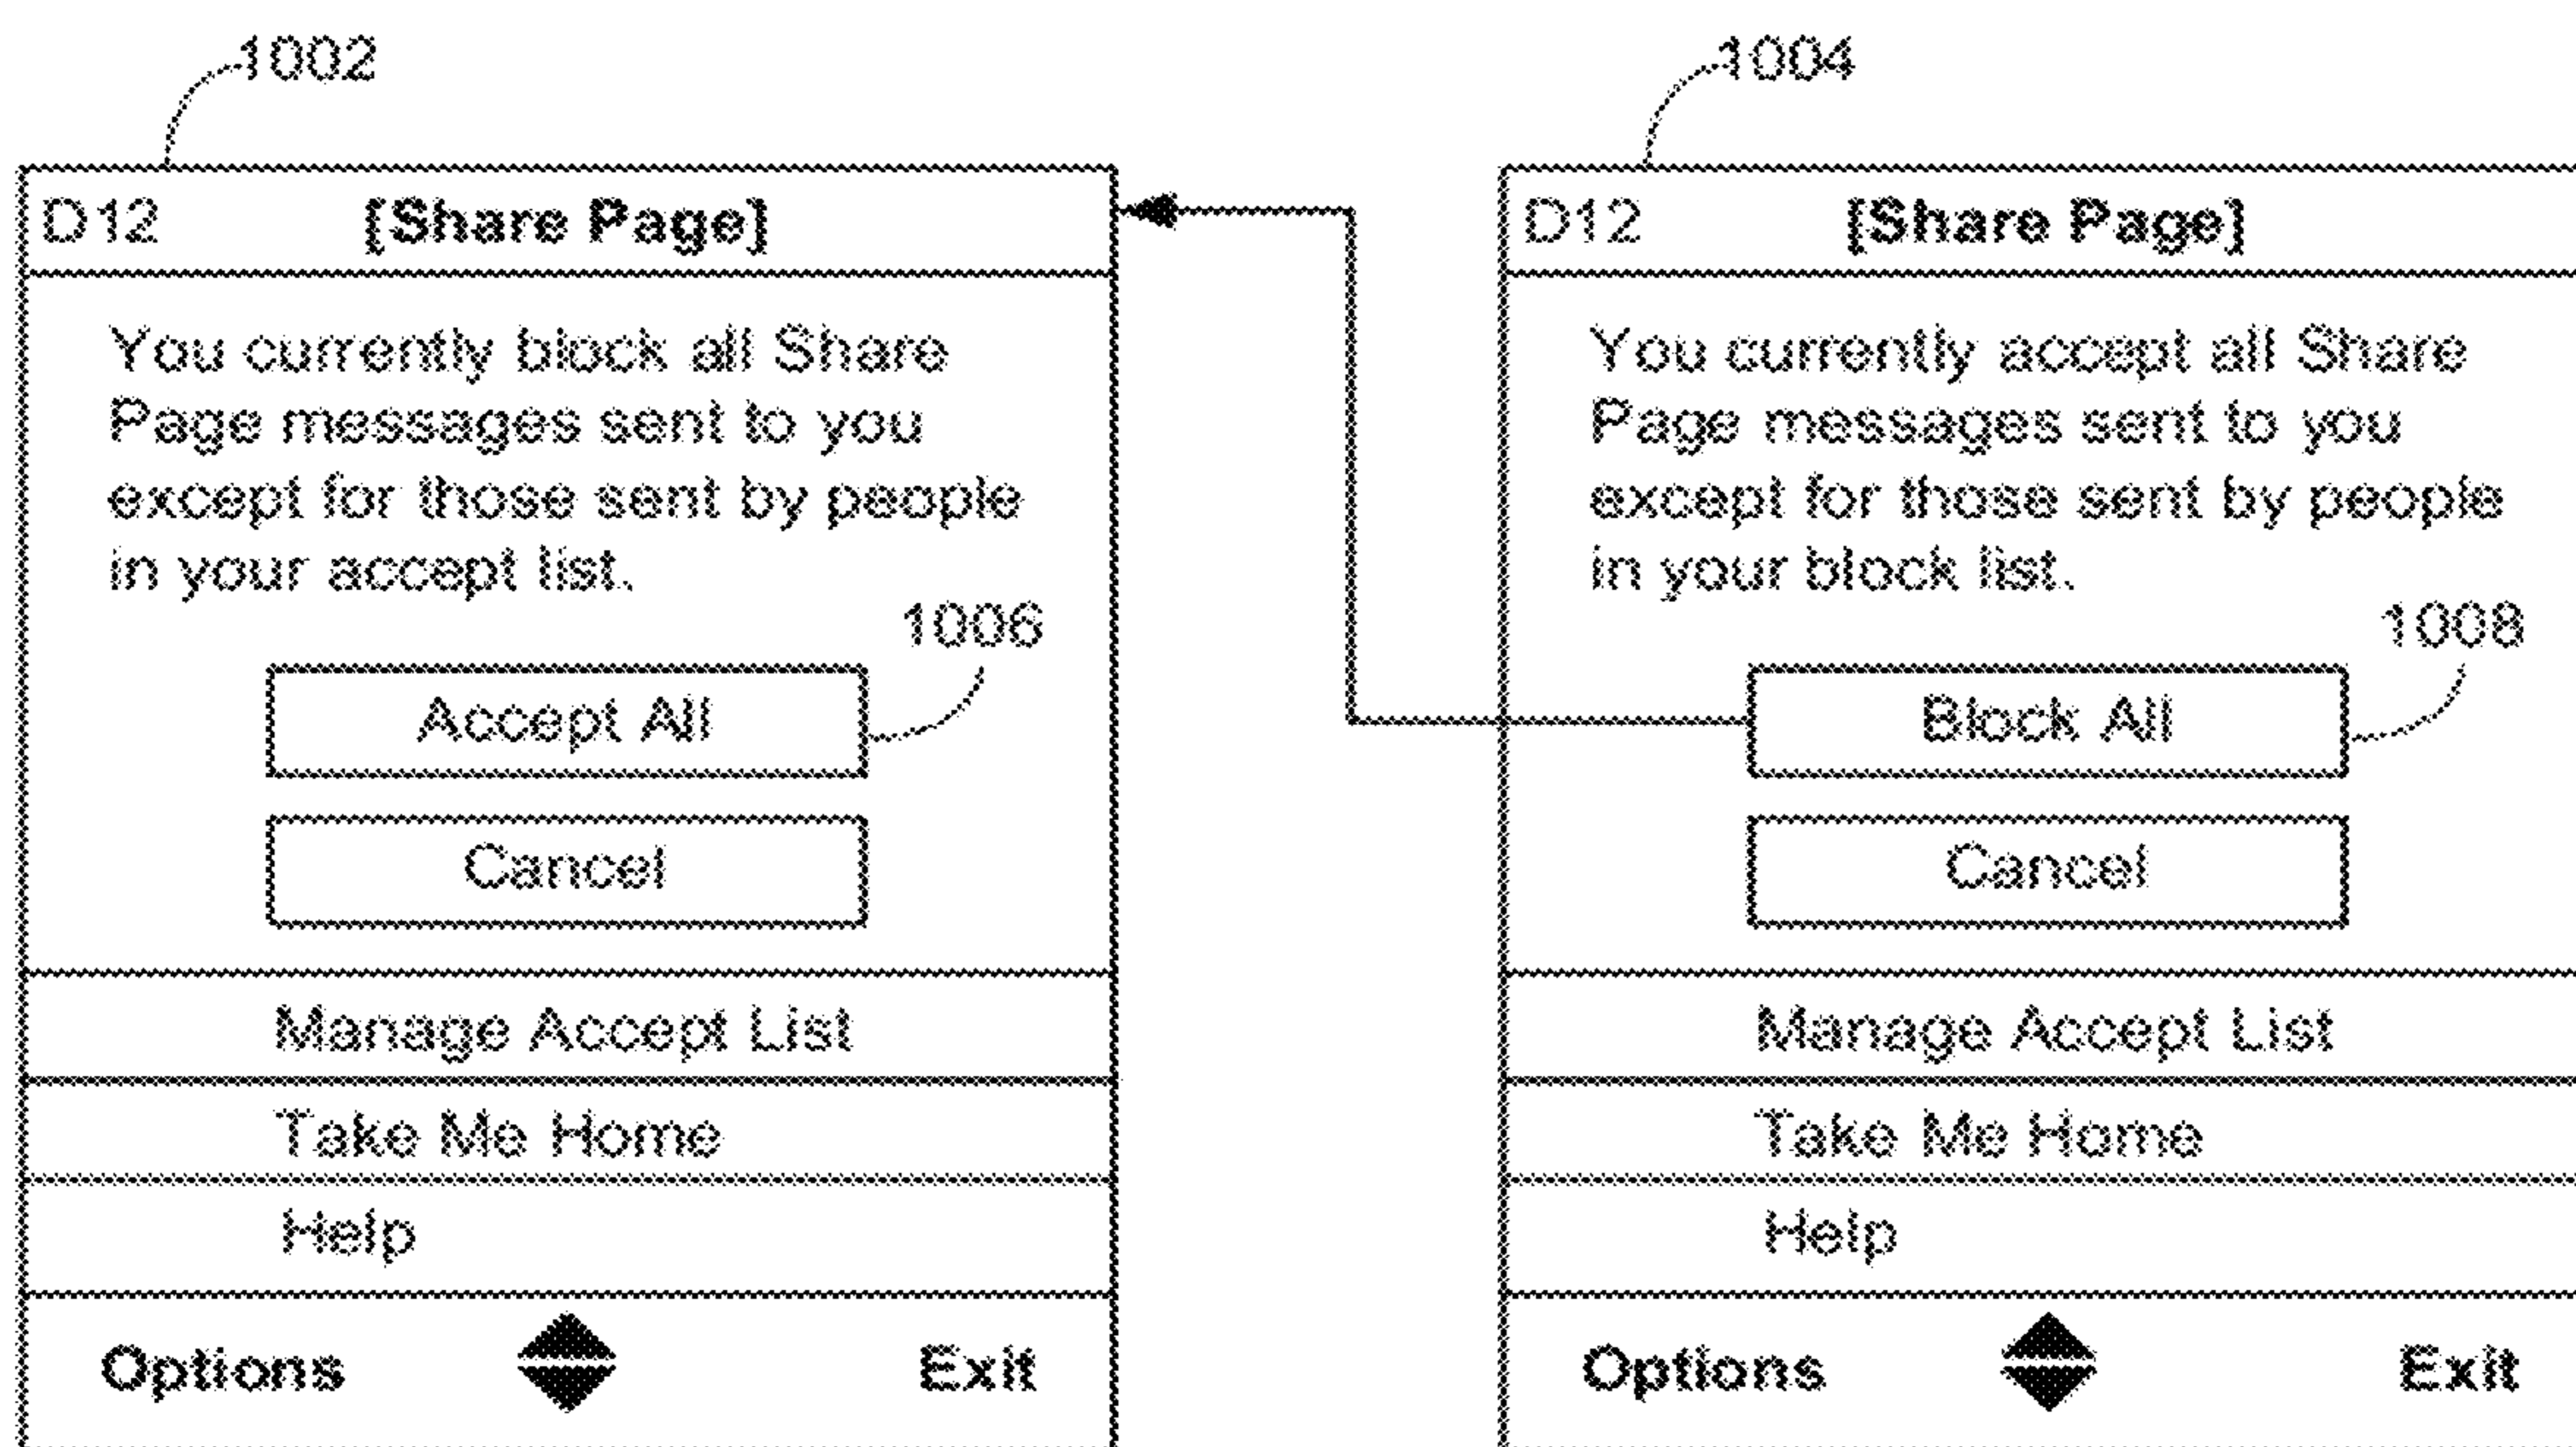 1002
D12 [Share Page]
You currently block all Share
Page messages sent to you
except for those sent by people
in your accept list.
1006
Accept All
Cancel
Manage Accept List
Take Me Home
Help
Options Exit
1004
D12 [Share Page]
You currently accept all Share
Page messages sent to you
except for those sent by people
in your block list.
1008
Block All
Cancel
Manage Accept List
Take Me Home
Help
Options Exit